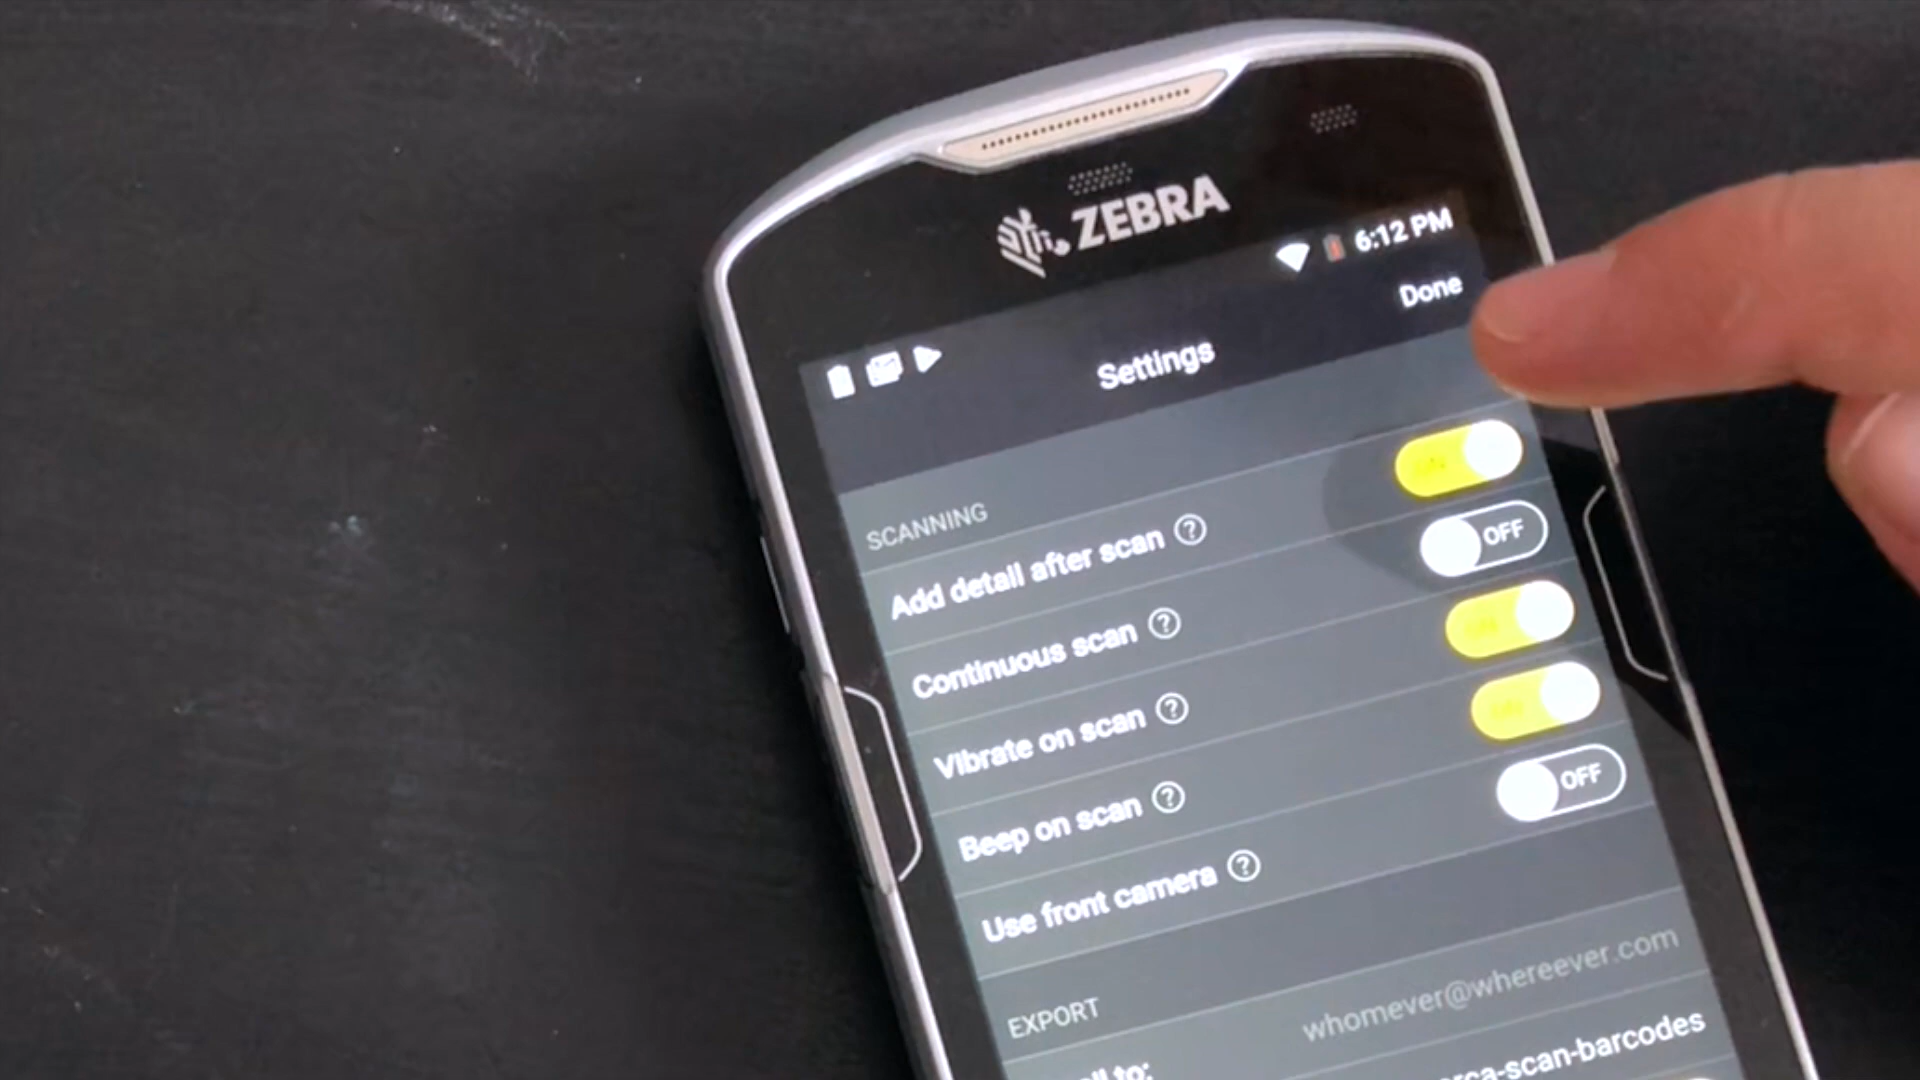 ZEBRA
6:12 PM
Done
Settings
SCANNING
Add detail after scan ?
Continuous scan ? OFF
Vibrate on scan ?
Beep on scan ?
Use front camera ? OFF
EXPORT
whomever@whereever.com
to:
scan-barcodes